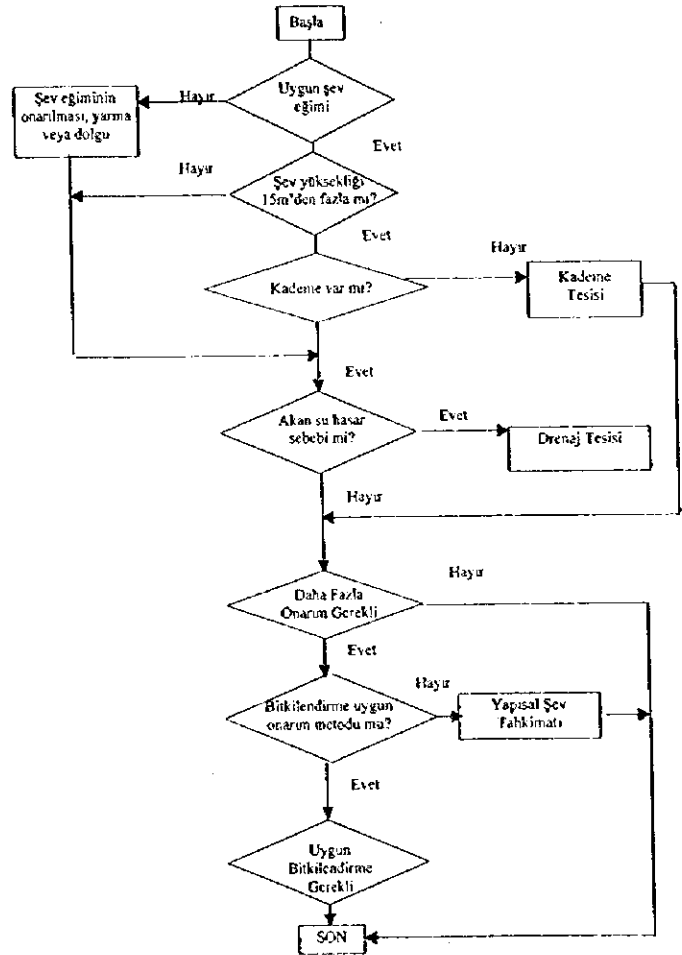 Başla
Uygun şev
eğimi
Hayır
Şev eğiminin
onarılması, yarma
veya dolgu
Evet
Hayır
Şev yüksekliği
15m'den fazla mı?
Evet
Hayır
Kademe var mı?
Kademe
Tesisi
Evet
Akan su hasar
sebebi mi?
Evet
Drenaj Tesisi
Hayır
Hayır
Daha Fazla
Onarım Gerekli
Evet
Hayır
Bitkilendirme uygun
onarım metodu mu?
Yapısal Şev
Tahkimatı
Evet
Uygun
Bitkilendirme
Gerekli
SON